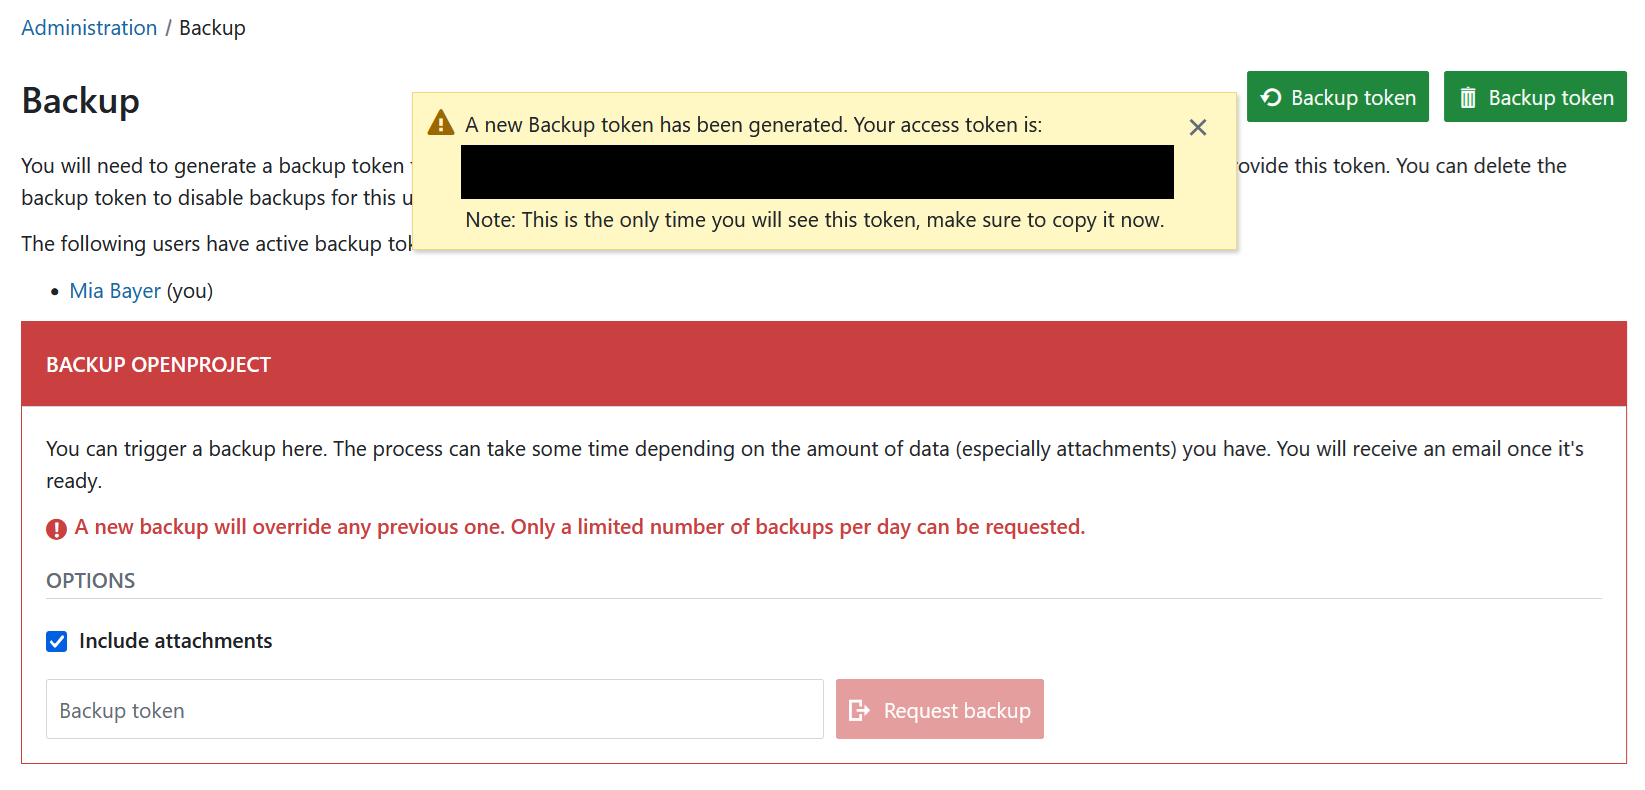 Administration / Backup
Backup
Backup token
Backup token
A new Backup token has been generated. Your access token is:
Note: This is the only time you will see this token, make sure to copy it now.
You will need to generate a backup token
ovide this token. You can delete the
backup token to disable backups for this u
The following users have active backup tok
• Mia Bayer (you)
BACKUP OPENPROJECT
You can trigger a backup here. The process can take some time depending on the amount of data (especially attachments) you have. You will receive an email once it's
ready.
A new backup will override any previous one. Only a limited number of backups per day can be requested.
OPTIONS
Include attachments
Backup token
Request backup